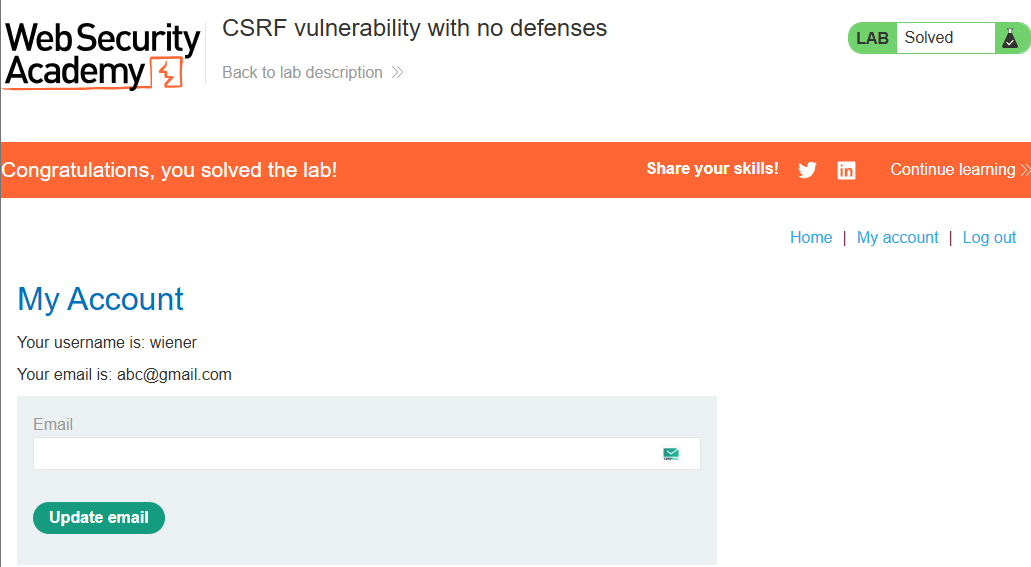 Web Security
Academy
CSRF vulnerability with no defenses
Back to lab description
LAB Solved
Congratulations, you solved the lab!
Share your skills!
in
Continue learning
Home | My account | Log out
My Account
Your username is: wiener
Your email is: abc@gmail.com
Email
Update email